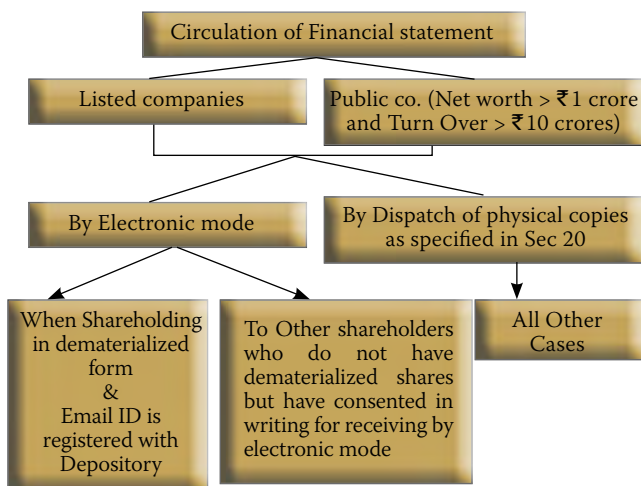 Circulation of Financial statement
Listed companies
Public co. (Net worth > ₹ 1 crore
and Turn Over > ₹ 10 crores)
By Electronic mode
By Dispatch of physical copies
as specified in Sec 20
When Shareholding
in dematerialized
form
&
Email ID is
registered with
Depository
To Other shareholders
who do not have
dematerialized shares
but have consented in
writing for receiving by
electronic mode
All Other
Cases